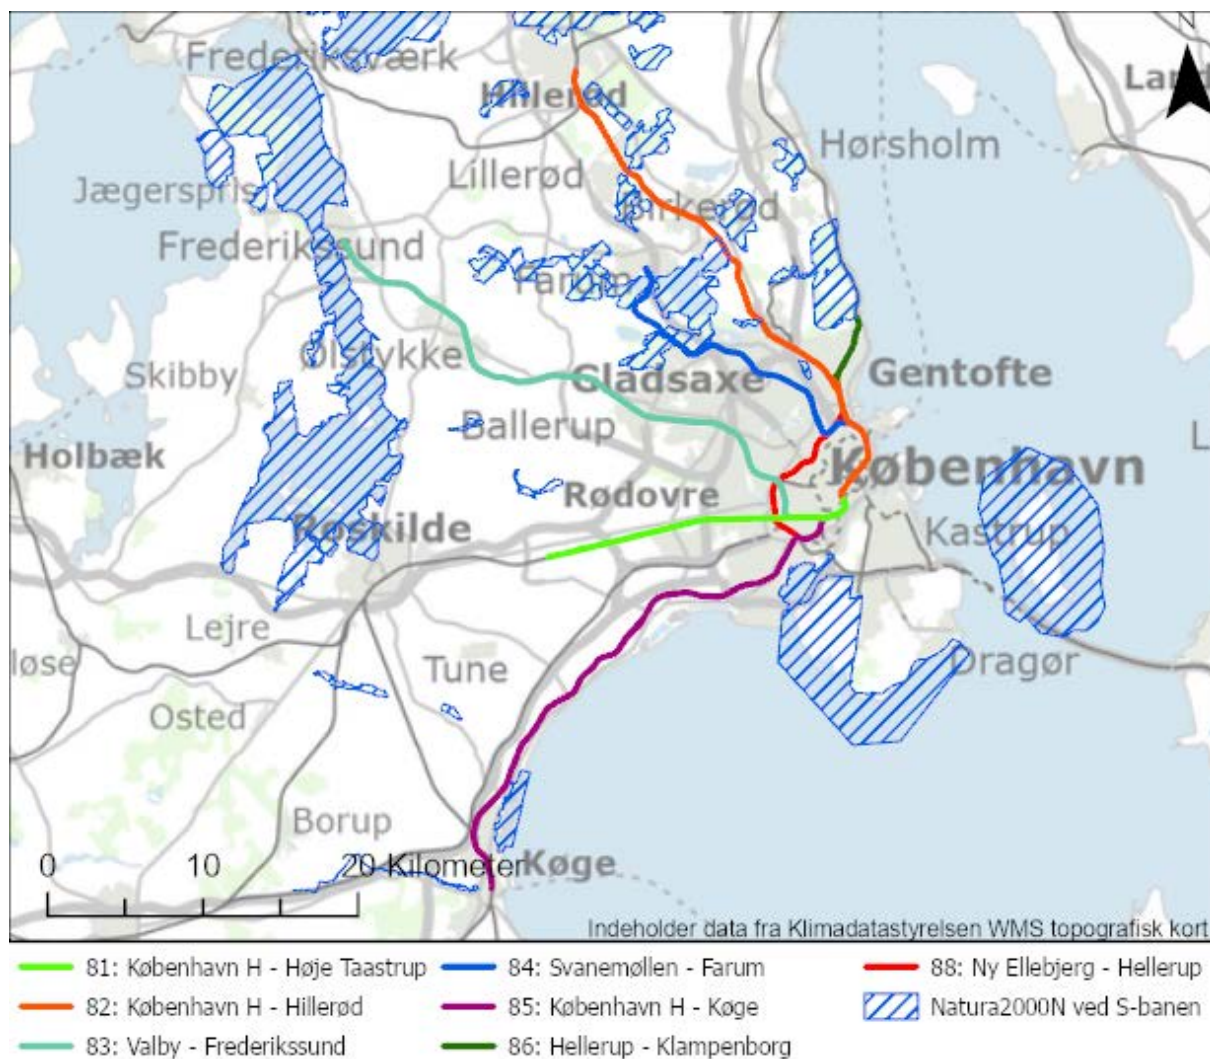 N
Frederiksværk
Land
Hillerød
Hørsholm
Lillerød
Jægerspris
Birkerød
Frederikssund
Farum
Ølstykke
Skibby
Gladsaxe
Gentofte
Ballerup
L
Holbæk
København
Rødovre
Roskilde
Kastrup
Lejre
løse
Tune
Dragør
Osted
Borup
0 10 20 Kilometer
Køge
Indeholder data fra Klimadatastyrelsen WMS topografisk kort
81: København H - Høje Taastrup
84: Svanemøllen - Farum
88: Ny Ellebjerg - Hellerup
82: København H - Hillerød
85: København H - Køge
Natura2000N ved S-banen
83: Valby - Frederikssund
86: Hellerup - Klampenborg